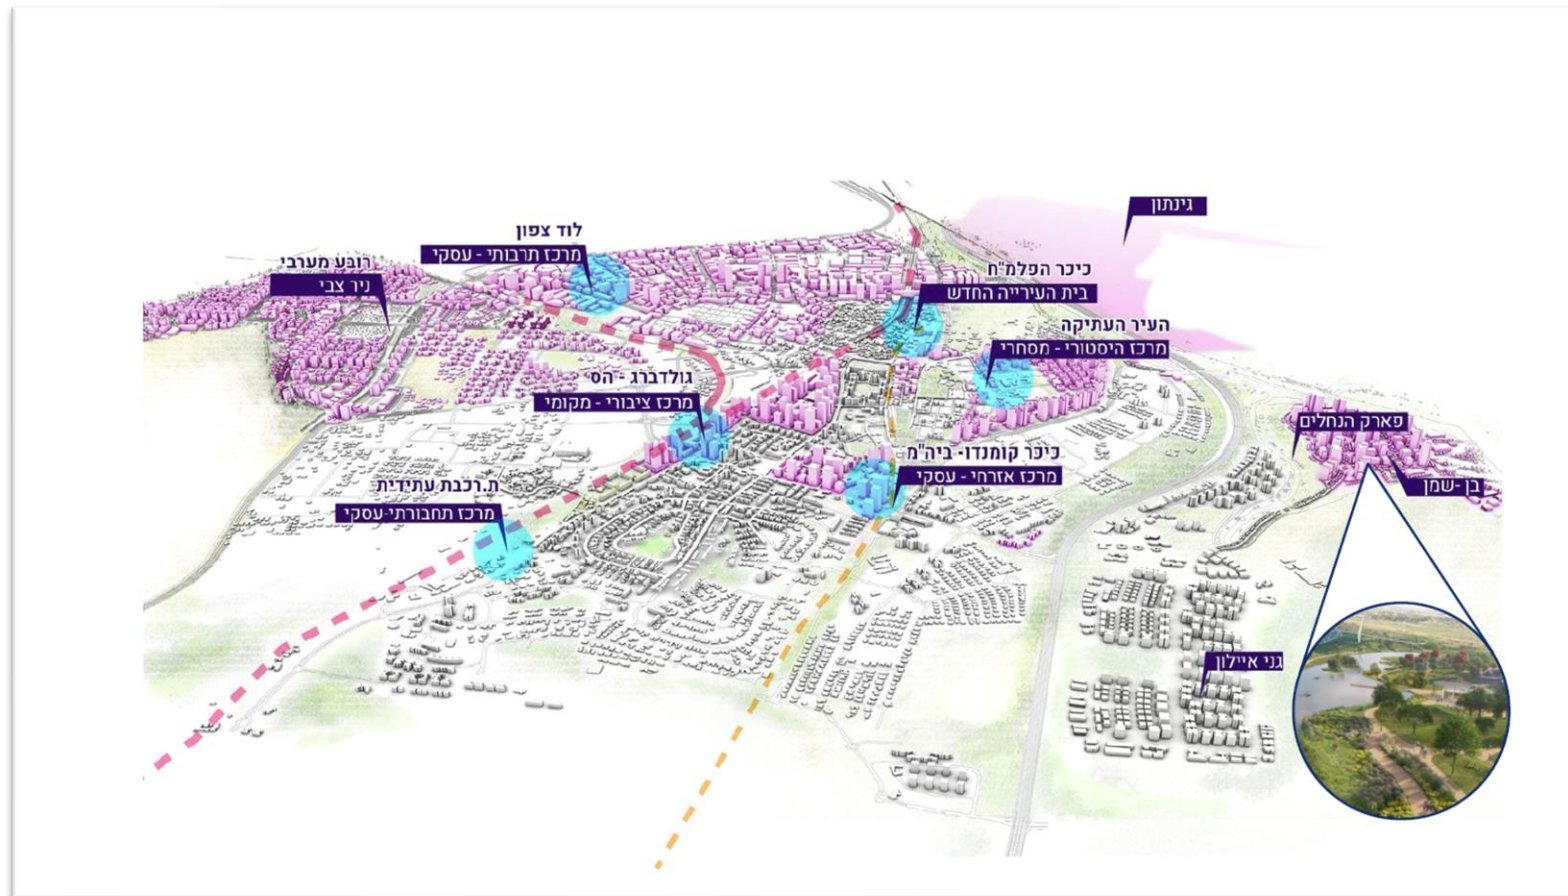 גינתון
לוד צפון
מרכז תרבותי - עסקי
רובע מערבי
ניר צבי
כיכר הפלמ"ח
בית העירייה החדש
העיר העתיקה
מרכז היסטורי - מסחרי
גולדברג - הס
מרכז ציבורי - מקומי
פארק הנחלים
בן -שמן
כיכר קומנדו- ביה"מ
מרכז אזרחי - עסקי
ת.רכבת עתידית
מרכז תחבורתי-עסקי
גני איילון